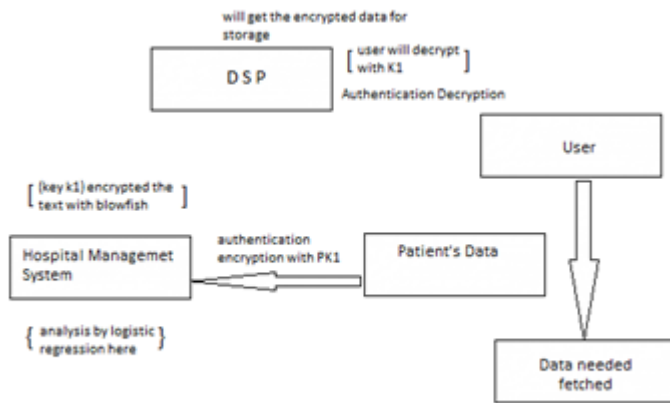 will get the encrypted data for
storage
D S P
[ user will decrypt
with K1 ]
Authentication Decryption
User
[ (key k1) encrypted the
text with blowfish ]
Hospital Managemet
System
authentication
encryption with PK1
Patient's Data
{ analysis by logistic
regression here }
Data needed
fetched